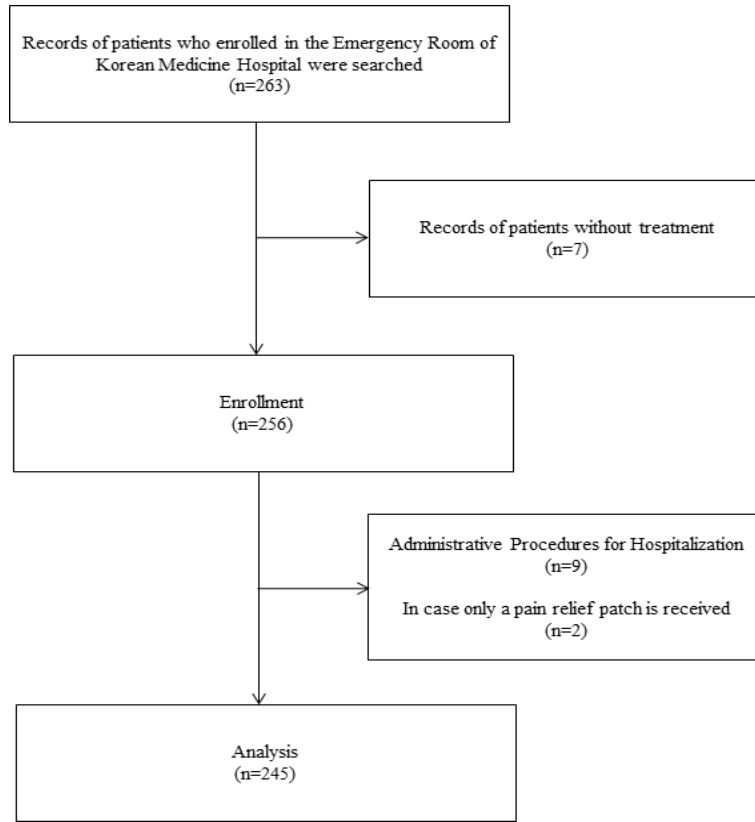 Records of patients who enrolled in the Emergency Room of
Korean Medicine Hospital were searched
(n=263)
Records of patients without treatment
(n=7)
Enrollment
(n=256)
Administrative Procedures for Hospitalization
(n=9)
In case only a pain relief patch is received
(n=2)
Analysis
(n=245)